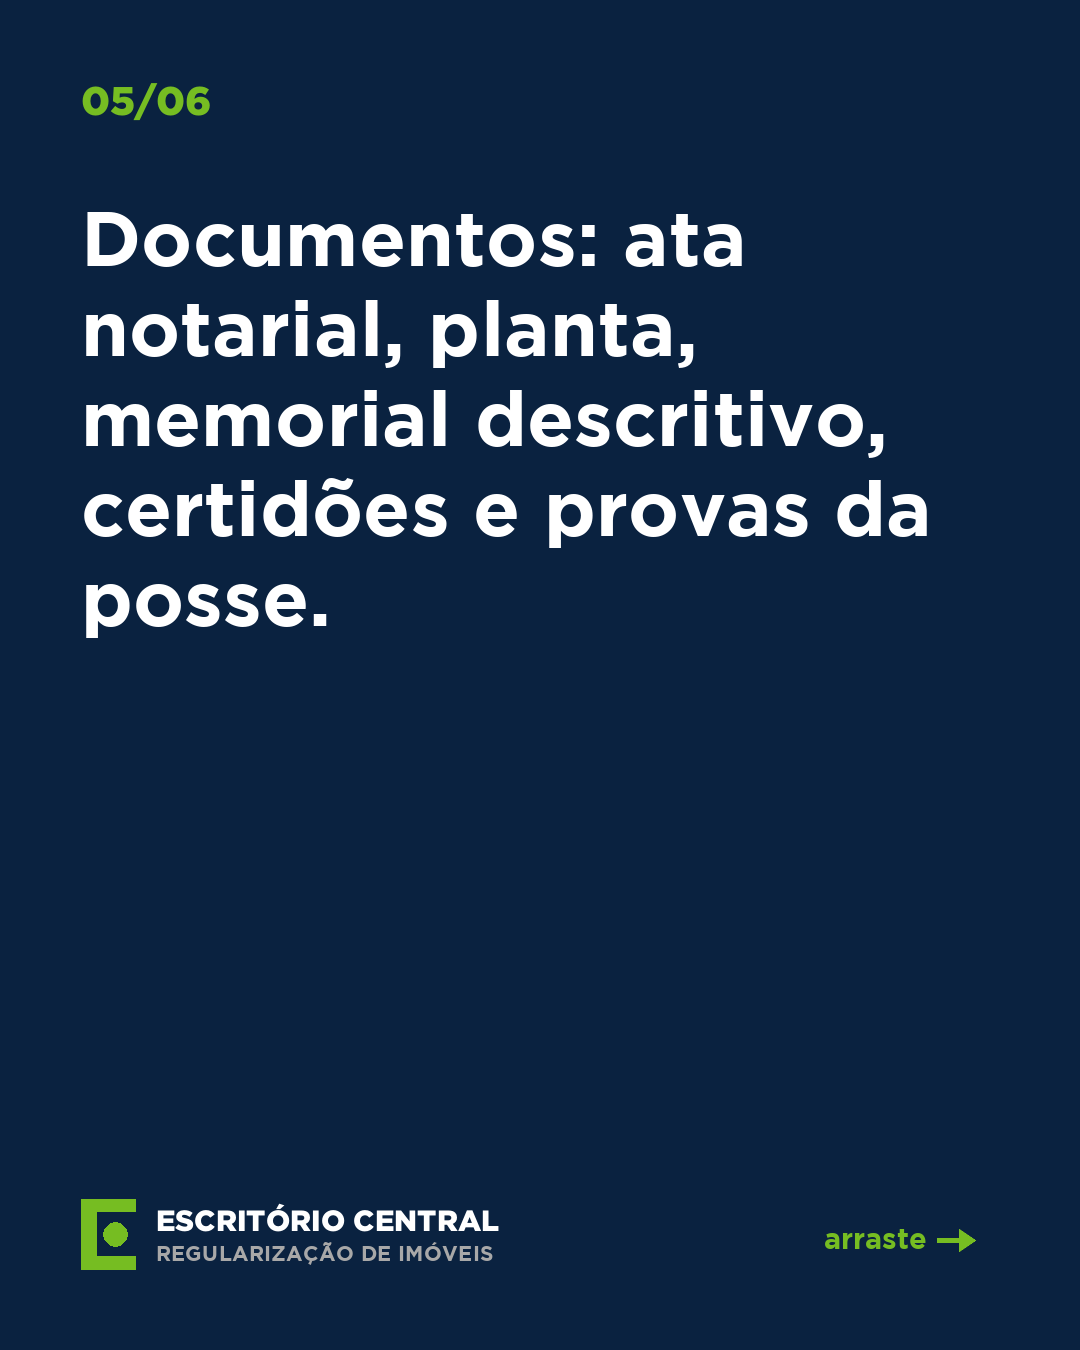 05/06
Documentos: ata
notarial, planta,
memorial descritivo,
certidões e provas da
posse.
ESCRITÓRIO CENTRAL
REGULARIZAÇÃO DE IMÓVEIS
arraste